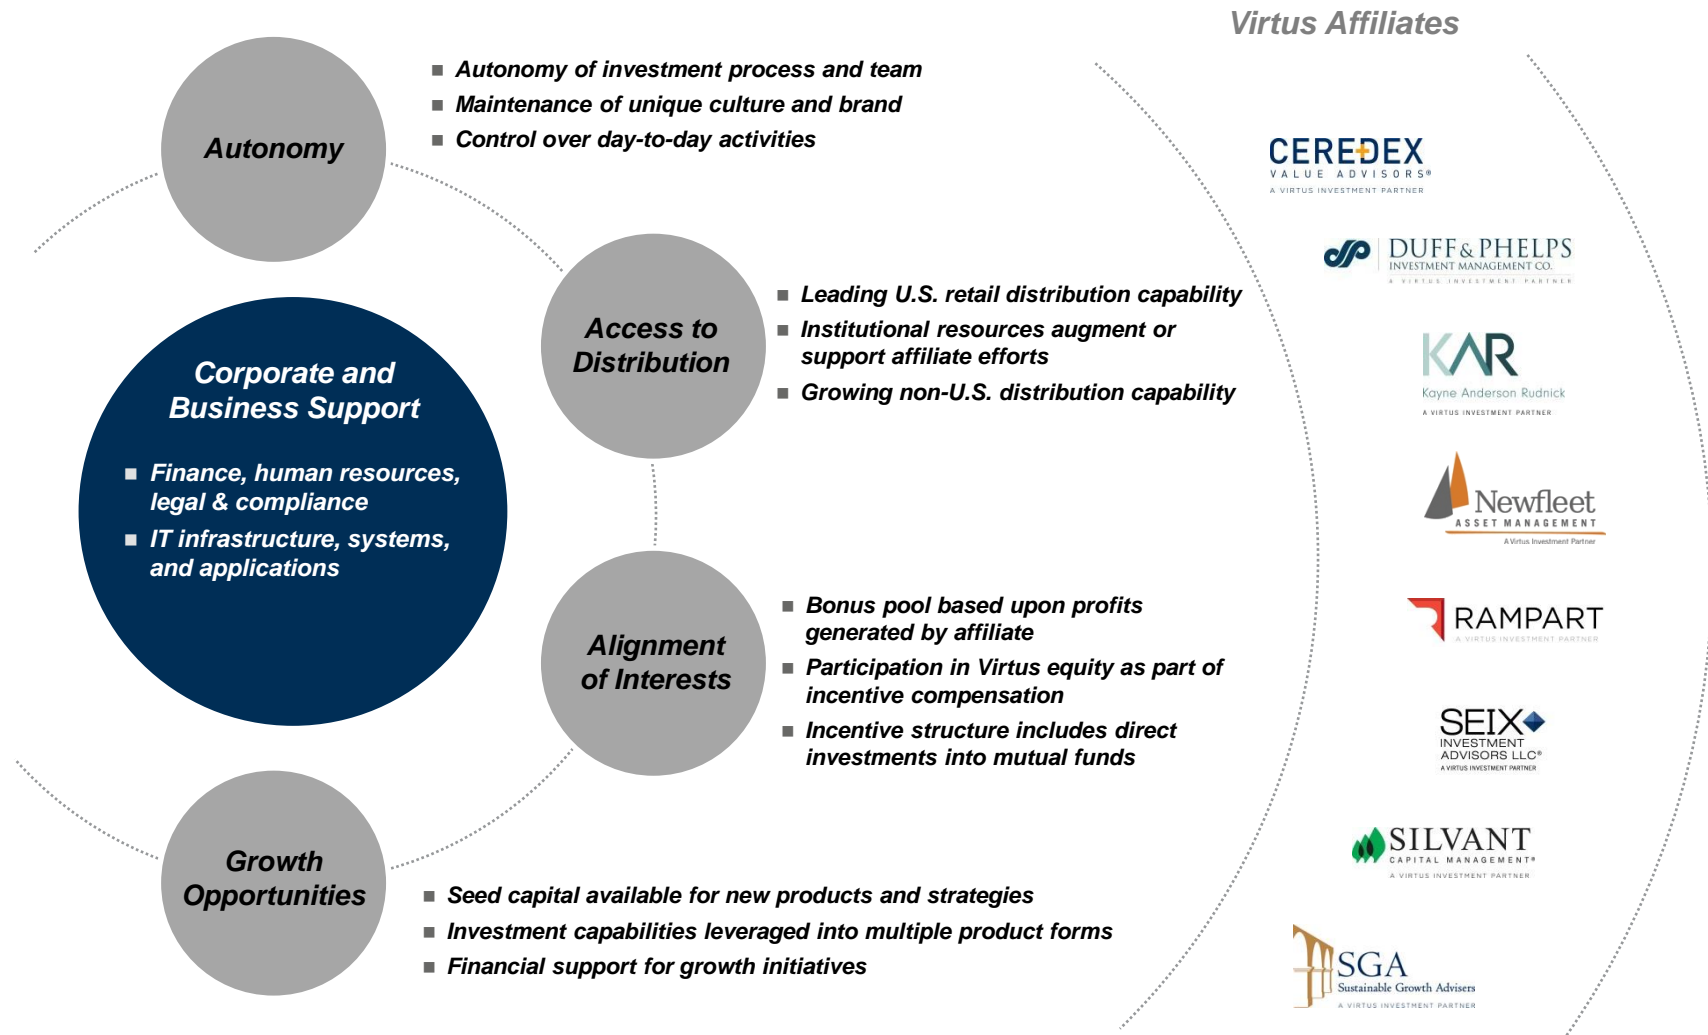 Virtus Affiliates
Autonomy
■ Autonomy of investment process and team
■ Maintenance of unique culture and brand
■ Control over day-to-day activities
Access to
Distribution
■ Leading U.S. retail distribution capability
■ Institutional resources augment or
support affiliate efforts
■ Growing non-U.S. distribution capability
Corporate and
Business Support
■ Finance, human resources,
legal & compliance
■ IT infrastructure, systems,
and applications
Alignment
of Interests
■ Bonus pool based upon profits
generated by affiliate
■ Participation in Virtus equity as part of
incentive compensation
■ Incentive structure includes direct
investments into mutual funds
Growth
Opportunities
■ Seed capital available for new products and strategies
■ Investment capabilities leveraged into multiple product forms
■ Financial support for growth initiatives
CEREDEX
VALUE ADVISORS®
A VIRTUS INVESTMENT PARTNER
DUFF & PHELPS
INVESTMENT MANAGEMENT CO.
A VIRTUS INVESTMENT PARTNER
KAR
Kayne Anderson Rudnick
A VIRTUS INVESTMENT PARTNER
Newfleet
ASSET MANAGEMENT
A Virtus Investment Partner
RAMPART
A VIRTUS INVESTMENT PARTNER
SEIX
INVESTMENT
ADVISORS LLC®
A VIRTUS INVESTMENT PARTNER
SILVANT
CAPITAL MANAGEMENT®
A VIRTUS INVESTMENT PARTNER
SGA
Sustainable Growth Advisers
A VIRTUS INVESTMENT PARTNER